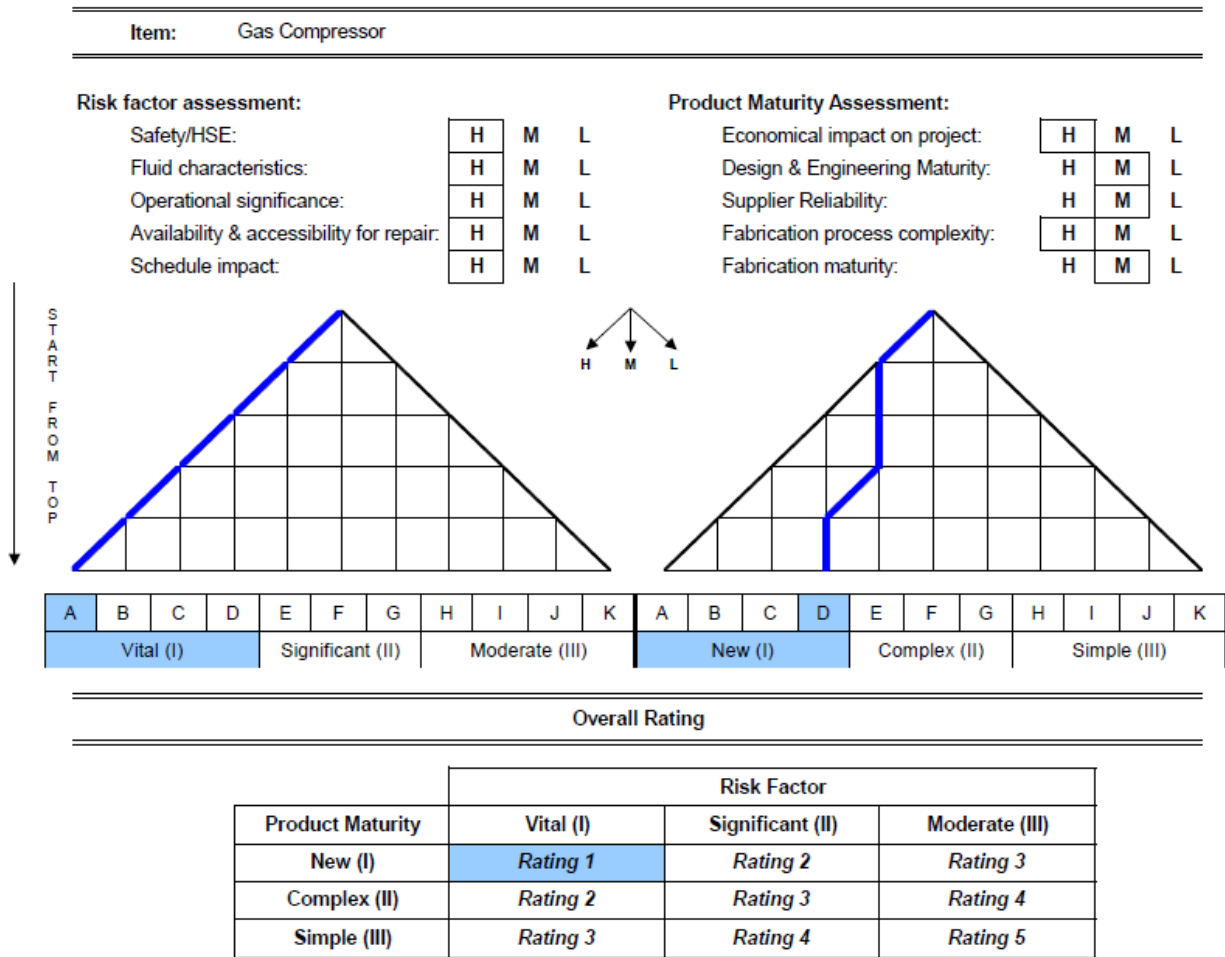 Item: Gas Compressor
Risk factor assessment: Product Maturity Assessment:
Safety/HSE: H M L Economical impact on project: H M L
Fluid characteristics: H M L Design & Engineering Maturity: H M L
Operational significance: H M L Supplier Reliability: H M L
Availability & accessibility for repair: H M L Fabrication process complexity: H M L
Schedule impact: H M L Fabrication maturity: H M L
START FROM TOP
H M L
A B C D E F G H I J K A B C D E F G H I J K
Vital (I) Significant (II) Moderate (III) New (I) Complex (II) Simple (III)
Overall Rating
Risk Factor
Product Maturity Vital (I) Significant (II) Moderate (III)
New (I) Rating 1 Rating 2 Rating 3
Complex (II) Rating 2 Rating 3 Rating 4
Simple (III) Rating 3 Rating 4 Rating 5